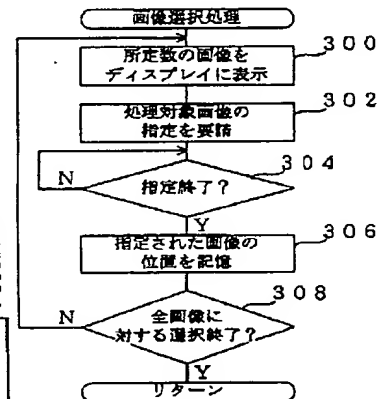 画像選択処理
300
所定数の画像を
ディスプレイに表示
302
処理対象画像の
指定を要請
304
N
指定終了?
Y
306
指定された画像の
位置を記憶
308
N
全画像に
対する選択終了?
Y
リターン